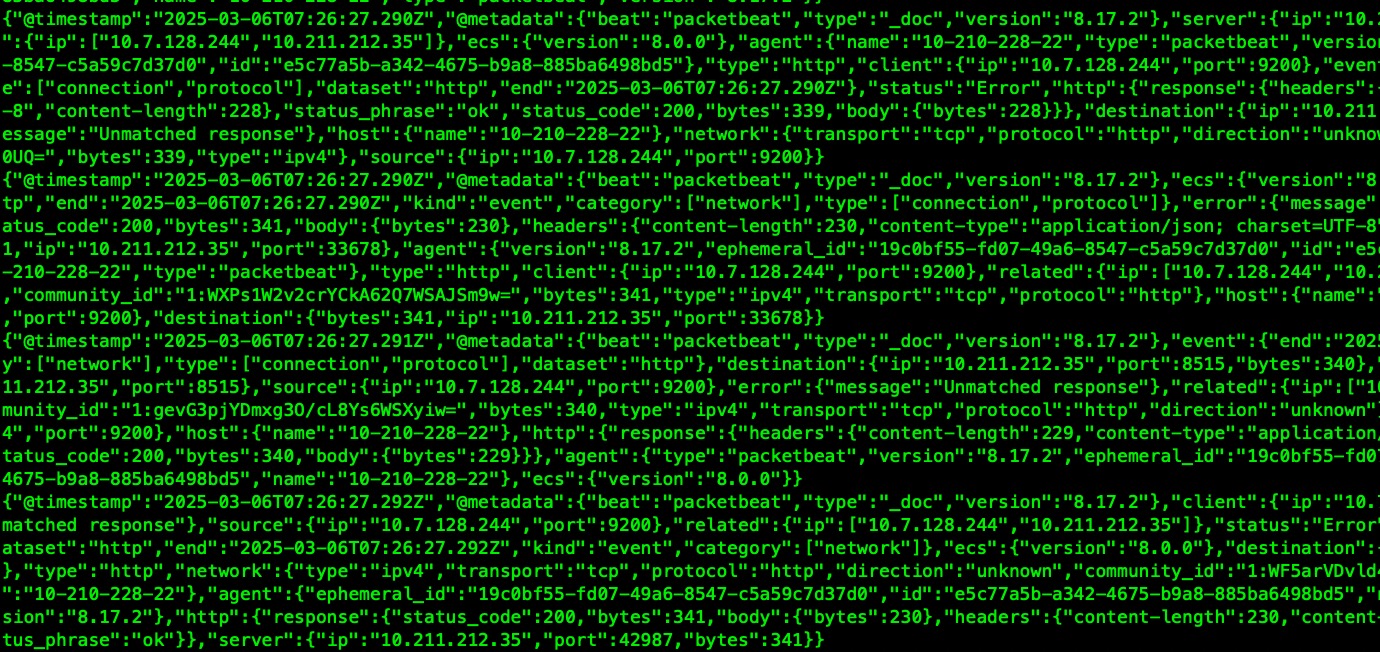 {"@timestamp":"2025-03-06T07:26:27.290Z","@metadata":{"beat":"packetbeat","type":"_doc","version":"8.17.2"},"server":{"ip":"10.
":{"ip":["10.7.128.244","10.211.212.35"]},"ecs":{"version":"8.0.0"},"agent":{"name":"10-210-228-22","type":"packetbeat","version
-8547-c5a59c7d37d0","id":"e5c77a5b-a342-4675-b9a8-885ba6498bd5"},"type":"http","client":{"ip":"10.7.128.244","port":9200},"even
e":["connection","protocol"],"dataset":"http","end":"2025-03-06T07:26:27.290Z"},"status":"Error","http":{"response":{"headers":
-8","content-length":228},"status_phrase":"ok","status_code":200,"bytes":339,"body":{"bytes":228}}},"destination":{"ip":"10.211
essage":"Unmatched response"},"host":{"name":"10-210-228-22"},"network":{"transport":"tcp","protocol":"http","direction":"unknow
0UQ=","bytes":339,"type":"ipv4"},"source":{"ip":"10.7.128.244","port":9200}}
{"@timestamp":"2025-03-06T07:26:27.290Z","@metadata":{"beat":"packetbeat","type":"_doc","version":"8.17.2"},"ecs":{"version":"8
tp","end":"2025-03-06T07:26:27.290Z","kind":"event","category":["network"],"type":["connection","protocol"]},"error":{"message"
atus_code":200,"bytes":341,"body":{"bytes":230},"headers":{"content-length":230,"content-type":"application/json; charset=UTF-8"
1,"ip":"10.211.212.35","port":33678},"agent":{"version":"8.17.2","ephemeral_id":"19c0bf55-fd07-49a6-8547-c5a59c7d37d0","id":"e5c
-210-228-22","type":"packetbeat"},"type":"http","client":{"ip":"10.7.128.244","port":9200},"related":{"ip":["10.7.128.244","10.2
,"community_id":"1:WXPs1W2v2crYCkA62Q7WSAJSm9w=","bytes":341,"type":"ipv4","transport":"tcp","protocol":"http"},"host":{"name":"
,"port":9200},"destination":{"bytes":341,"ip":"10.211.212.35","port":33678}}
{"@timestamp":"2025-03-06T07:26:27.291Z","@metadata":{"beat":"packetbeat","type":"_doc","version":"8.17.2"},"event":{"end":"2025
y":["network"],"type":["connection","protocol"],"dataset":"http"},"destination":{"ip":"10.211.212.35","port":8515,"bytes":340},"
11.212.35","port":8515},"source":{"ip":"10.7.128.244","port":9200},"error":{"message":"Unmatched response"},"related":{"ip":["10
munity_id":"1:gevG3pjYDmxg3O/cL8Ys6WSXyiw=","bytes":340,"type":"ipv4","transport":"tcp","protocol":"http","direction":"unknown"}
4","port":9200},"host":{"name":"10-210-228-22"},"http":{"response":{"headers":{"content-length":229,"content-type":"application/
tatus_code":200,"bytes":340,"body":{"bytes":229}}},"agent":{"type":"packetbeat","version":"8.17.2","ephemeral_id":"19c0bf55-fd07
4675-b9a8-885ba6498bd5","name":"10-210-228-22"},"ecs":{"version":"8.0.0"}}
{"@timestamp":"2025-03-06T07:26:27.292Z","@metadata":{"beat":"packetbeat","type":"_doc","version":"8.17.2"},"client":{"ip":"10.7
matched response"},"source":{"ip":"10.7.128.244","port":9200},"related":{"ip":["10.7.128.244","10.211.212.35"]},"status":"Error"
ataset":"http","end":"2025-03-06T07:26:27.292Z","kind":"event","category":["network"]},"ecs":{"version":"8.0.0"},"destination":
},"type":"http","network":{"type":"ipv4","transport":"tcp","protocol":"http","direction":"unknown","community_id":"1:WF5arVDvld4
":"10-210-228-22"},"agent":{"ephemeral_id":"19c0bf55-fd07-49a6-8547-c5a59c7d37d0","id":"e5c77a5b-a342-4675-b9a8-885ba6498bd5","
sion":"8.17.2"},"http":{"response":{"status_code":200,"bytes":341,"body":{"bytes":230},"headers":{"content-length":230,"content-
tus_phrase":"ok"}},"server":{"ip":"10.211.212.35","port":42987,"bytes":341}}